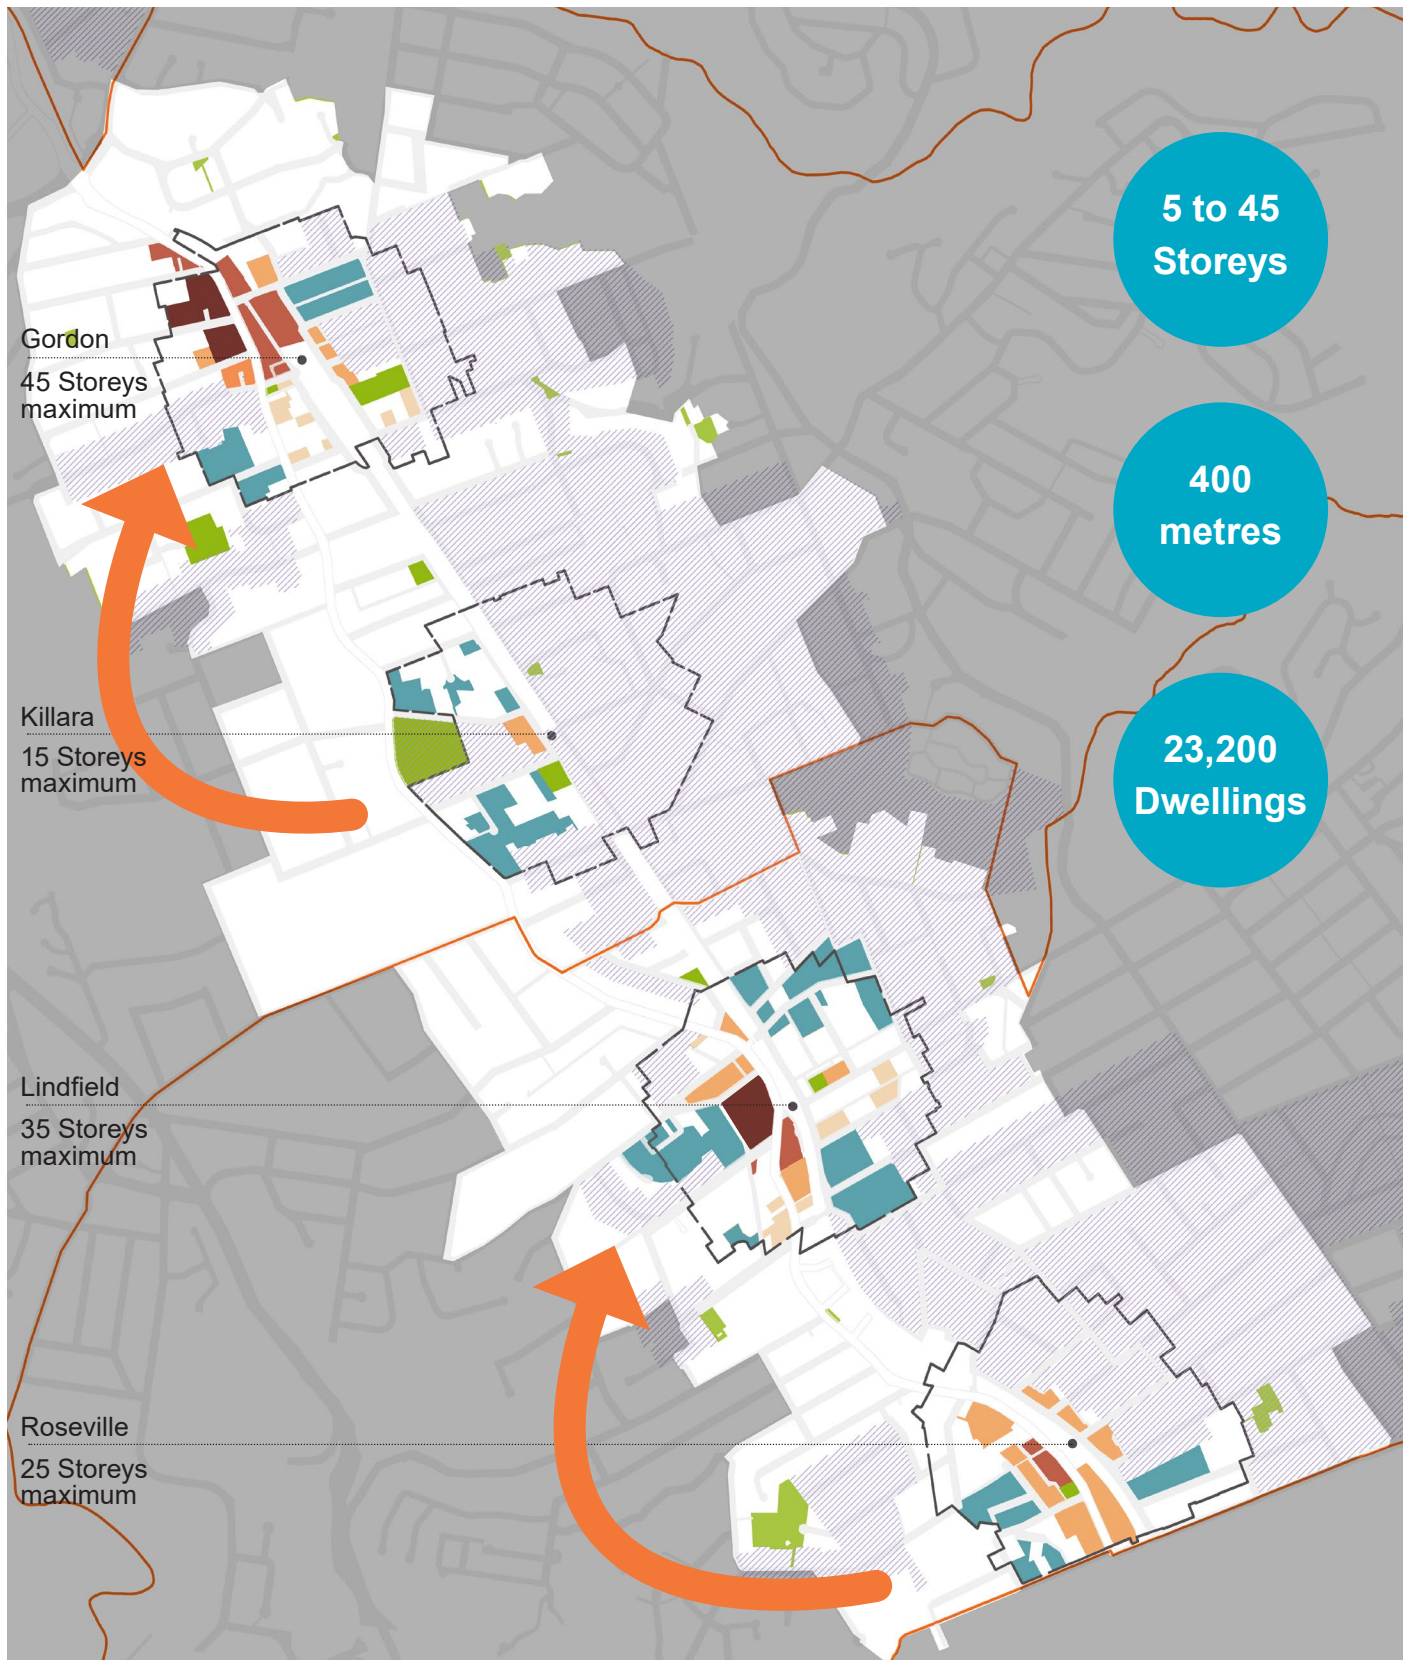 5 to 45
Storeys
Gordon
45 Storeys
maximum
400
metres
Killara
15 Storeys
maximum
23,200
Dwellings
Lindfield
35 Storeys
maximum
Roseville
25 Storeys
maximum